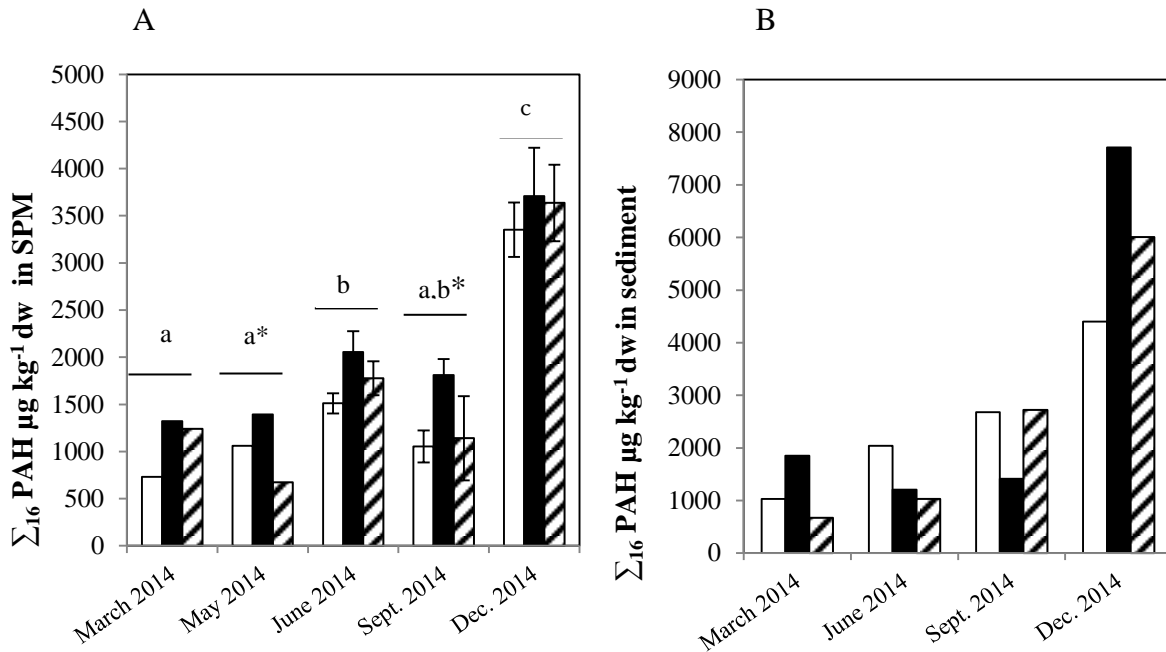 A
∑16 PAH µg kg-1 dw in SPM
5000
4500
4000
3500
3000
2500
2000
1500
1000
500
0
a
a*
b
a,b*
c
March 2014
May 2014
June 2014
Sept. 2014
Dec. 2014
B
∑16 PAH µg kg-1 dw in sediment
9000
8000
7000
6000
5000
4000
3000
2000
1000
0
March 2014
June 2014
Sept. 2014
Dec. 2014